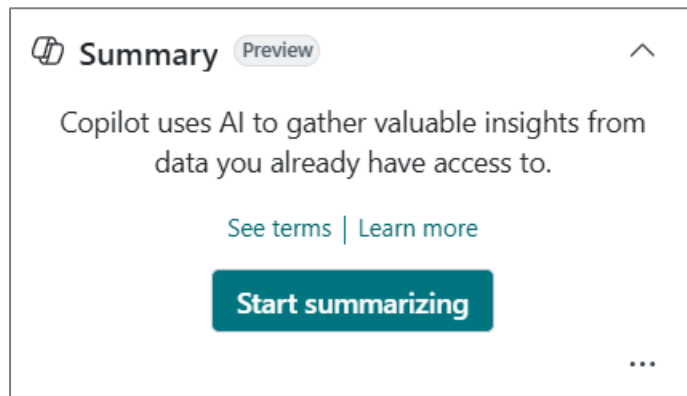 Summary Preview
Copilot uses AI to gather valuable insights from
data you already have access to.
See terms | Learn more
Start summarizing
...